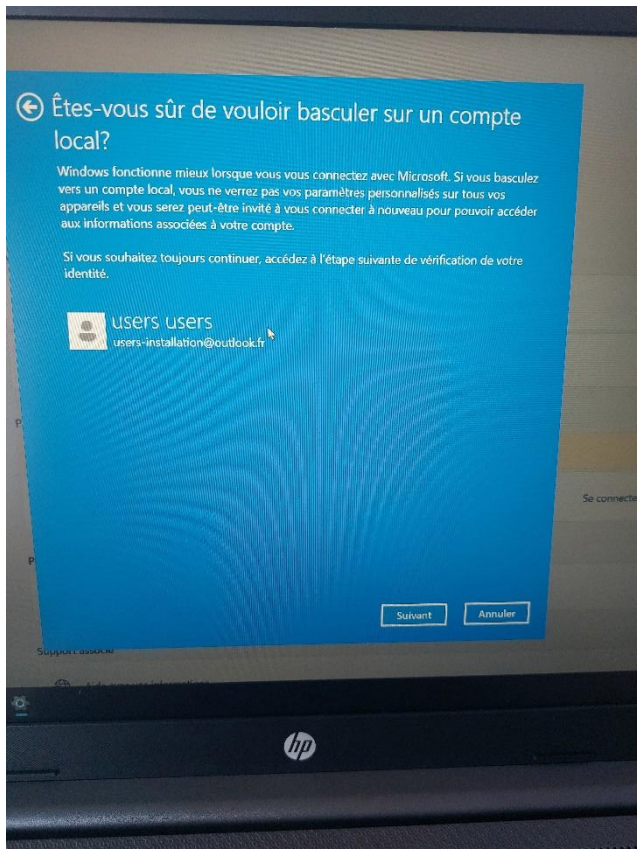 Êtes-vous sûr de vouloir basculer sur un compte
local?
Windows fonctionne mieux lorsque vous vous connectez avec Microsoft. Si vous basculez
vers un compte local, vous ne verrez pas vos paramètres personnalisés sur tous vos
appareils et vous serez peut-être invité à vous connecter à nouveau pour pouvoir accéder
aux informations associées à votre compte.
Si vous souhaitez toujours continuer, accédez à l'étape suivante de vérification de votre
identité.
users users
users-installation@outlook.fr
P
Se connecte
P
Suivant
Annuler
Support associé
hp